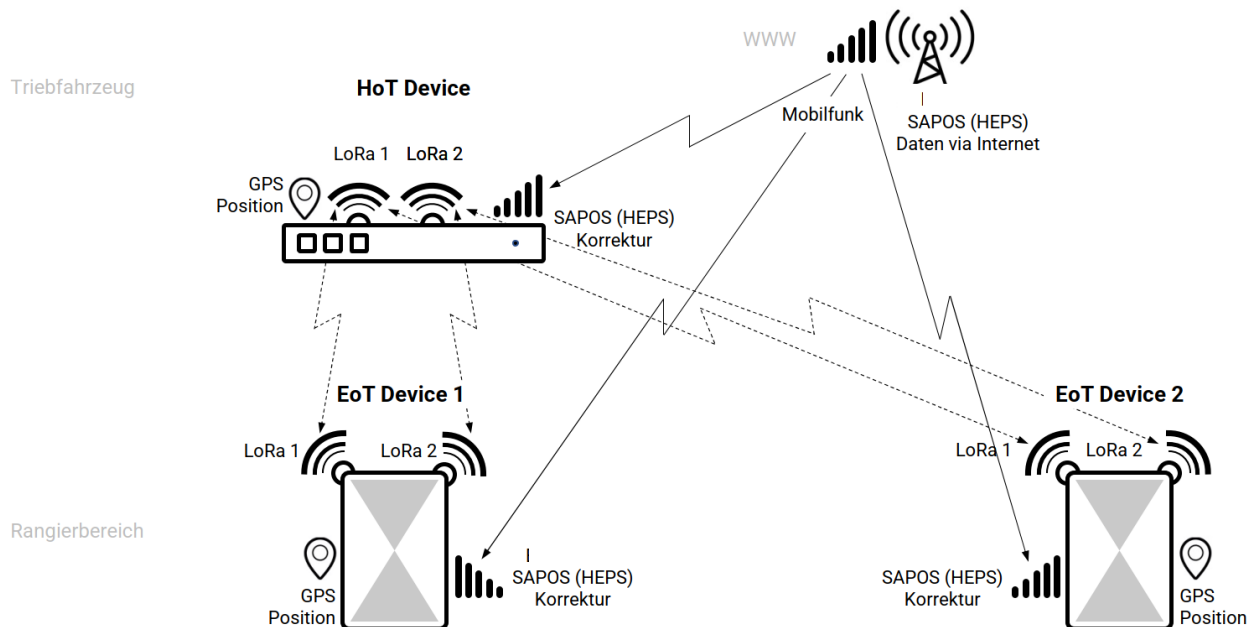 WWW
Triebfahrzeug
HoT Device
Mobilfunk
SAPOS (HEPS)
Daten via Internet
LoRa 1
LoRa 2
GPS
Position
SAPOS (HEPS)
Korrektur
EoT Device 1
EoT Device 2
LoRa 1
LoRa 2
LoRa 1
LoRa 2
Rangierbereich
SAPOS (HEPS)
Korrektur
GPS
Position
SAPOS (HEPS)
Korrektur
GPS
Position